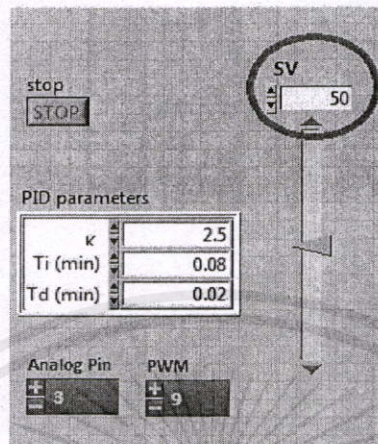 SV
50
stop
STOP
PID parameters
K 2.5
Ti (min) 0.08
Td (min) 0.02
Analog Pin PWM
3 9